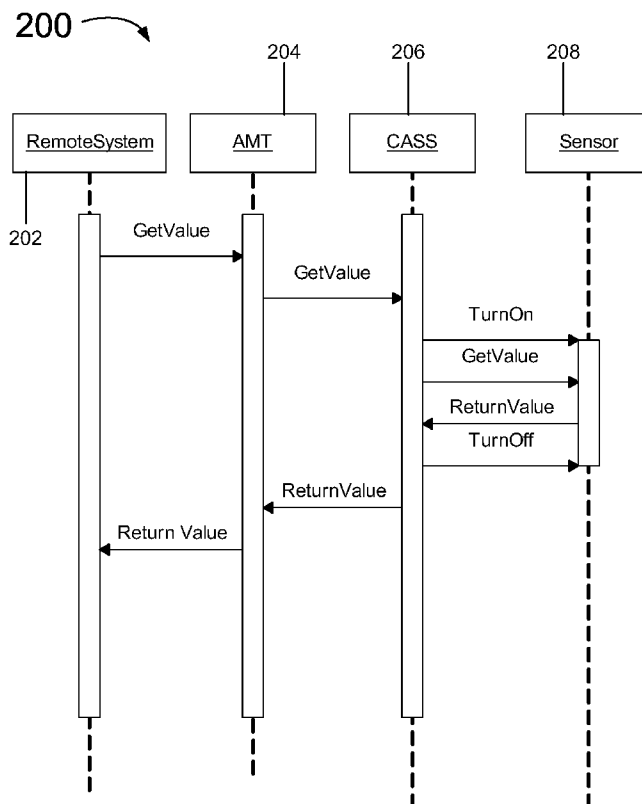 200
204
206
208
RemoteSystem
AMT
CASS
Sensor
202
GetValue
GetValue
TurnOn
GetValue
ReturnValue
TurnOff
ReturnValue
Return Value